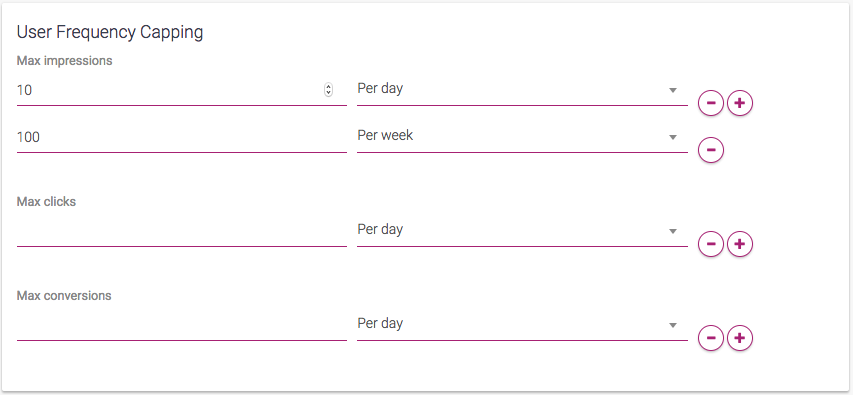 User Frequency Capping
Max impressions
10 Per day
100 Per week
Max clicks
Per day
Max conversions
Per day